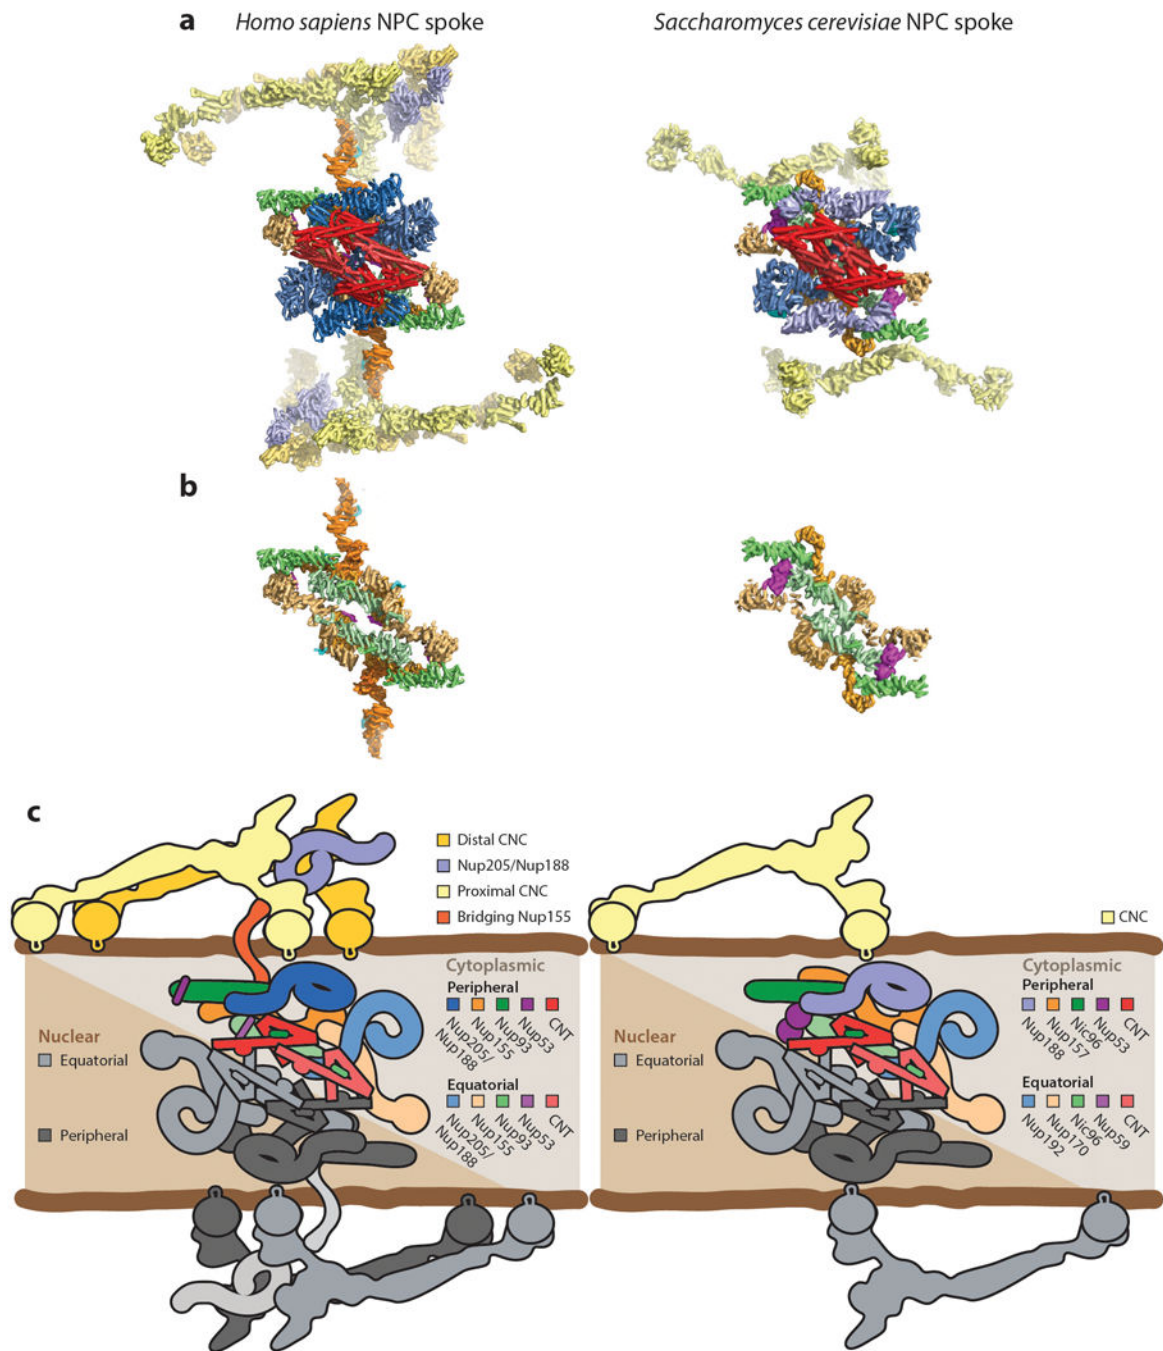 a
Homo sapiens NPC spoke
Saccharomyces cerevisiae NPC spoke
b
c
Distal CNC
Nup205/Nup188
Proximal CNC
Bridging Nup155
Cytoplasmic
Peripheral
Nup205/
Nup188
Nup155
Nup93
Nup53
CNT
Equatorial
Nup205/
Nup188
Nup155
Nup93
Nup53
CNT
Nuclear
Equatorial
Peripheral
CNC
Cytoplasmic
Peripheral
Nup188
Nup157
Nic96
Nup53
CNT
Equatorial
Nup192
Nup170
Nic96
Nup59
CNT
Nuclear
Equatorial
Peripheral